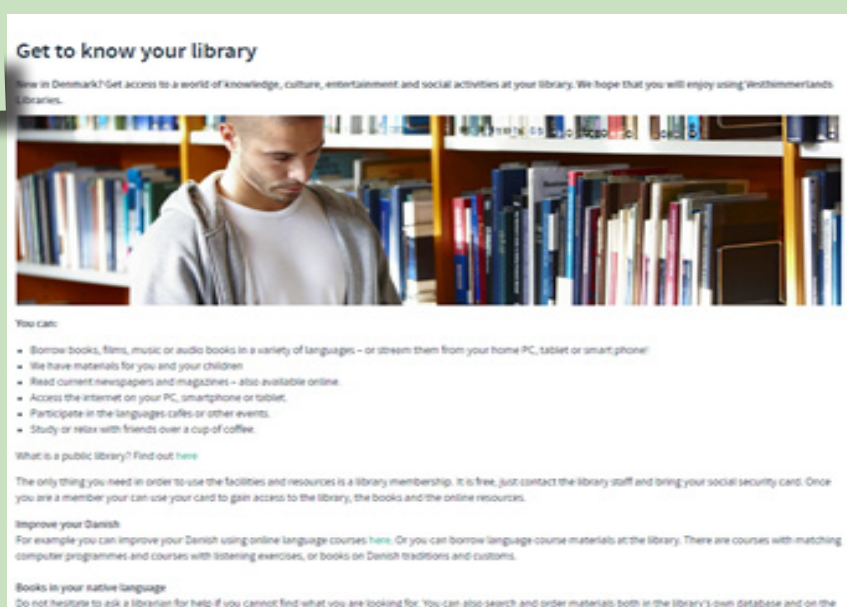 Get to know your library
New in Denmark? Get access to a world of knowledge, culture, entertainment and social activities at your library. We hope that you will enjoy using Vesthimmerlands
Libraries.
You can:
• Borrow books, films, music or audio books in a variety of languages – or stream them from your home PC, tablet or smart phone!
• We have materials for you and your children
• Read current newspapers and magazines – also available online.
• Access the internet on your PC, smartphone or tablet.
• Participate in the languages cafés or other events.
• Study or relax with friends over a cup of coffee.
What is a public library? Find out here
The only thing you need in order to use the facilities and resources is a library membership. It is free, just contact the library staff and bring your social security card. Once
you are a member your can use your card to gain access to the library, the books and the online resources.
Improve your Danish
For example you can improve your Danish using online language courses here. Or you can borrow language course materials at the library. There are courses with matching
computer programmes and courses with listening exercises, or books on Danish traditions and customs.
Books in your native language
Do not hesitate to ask a librarian for help if you cannot find what you are looking for. You can also search and order materials both in the library's own database and on the